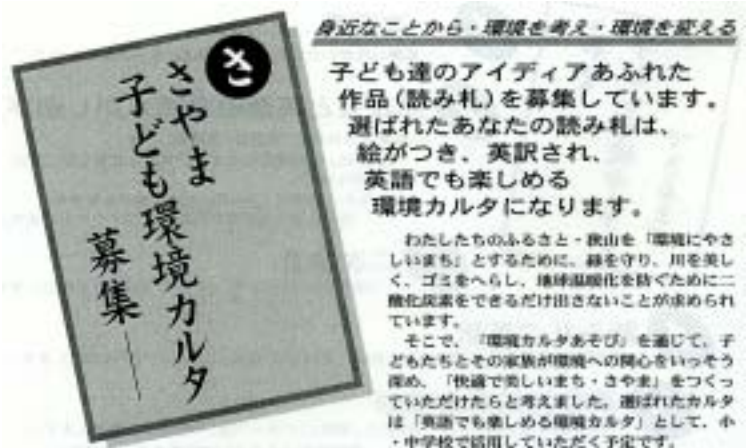 身近なことから・環境を考え・環境を変える
さ
さやま
子ども環境カルタ
募集――
子ども達のアイディアあふれた
作品(読み札)を募集しています。
選ばれたあなたの読み札は、
絵がつき、英訳され、
英語でも楽しめる
環境カルタになります。
わたしたちのふるさと・狭山を「環境にやさ
しいまち」とするために、緑を守り、川を美し
く、ゴミをへらし、地球温暖化を防ぐために二
酸化炭素をできるだけ出さないことが求められ
ています。
そこで、「環境カルタあそび」を通じて、子
どもたちとその家族が環境への関心をいっそう
深め、「快適で美しいまち・さやま」をつくっ
ていただけたらと考えました。選ばれたカルタ
は「英語でも楽しめる環境カルタ」として、小
・中学校で活用していただく予定です。